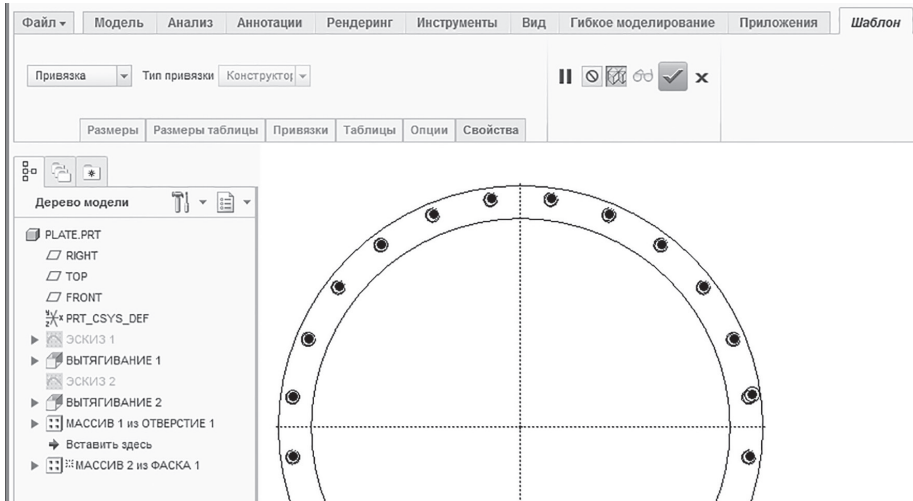 Файл Модель Анализ Аннотации Рендеринг Инструменты Вид Гибкое моделирование Приложения Шаблон
Привязка Тип привязки Конструктор
Размеры Размеры таблицы Привязки Таблицы Опции Свойства
Дерево модели
PLATE.PRT
RIGHT
TOP
FRONT
PRT_CSYS_DEF
ЭСКИЗ 1
ВЫТЯГИВАНИЕ 1
ЭСКИЗ 2
ВЫТЯГИВАНИЕ 2
МАССИВ 1 из ОТВЕРСТИЕ 1
Вставить здесь
МАССИВ 2 из ФАСКА 1